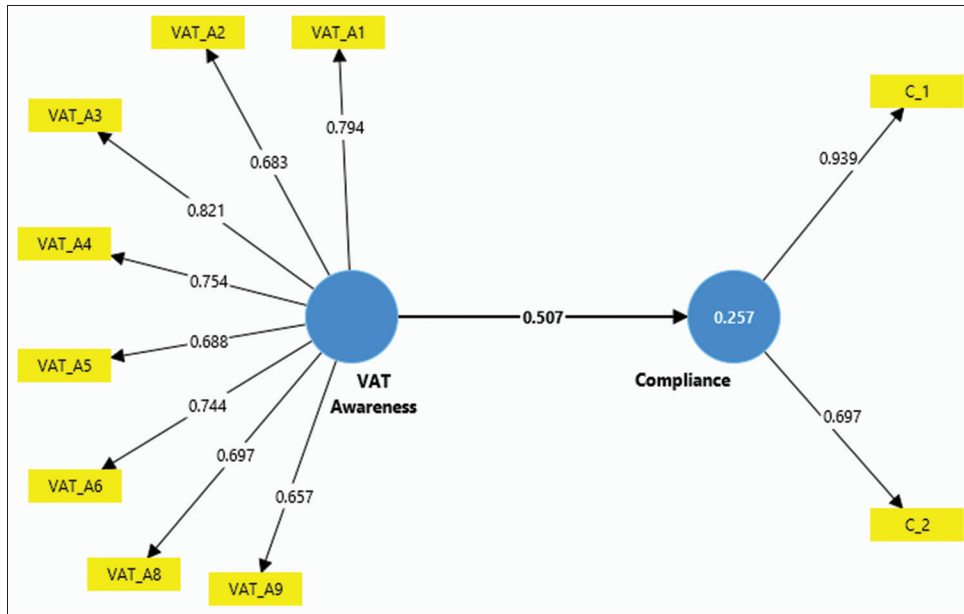 VAT_A2
VAT_A1
VAT_A3
C_1
0.794
0.683
0.939
0.821
VAT_A4
0.754
0.507
0.257
0.688
VAT_A5
VAT
Awareness
Compliance
0.744
0.697
0.697
VAT_A6
0.657
C_2
VAT_A8
VAT_A9